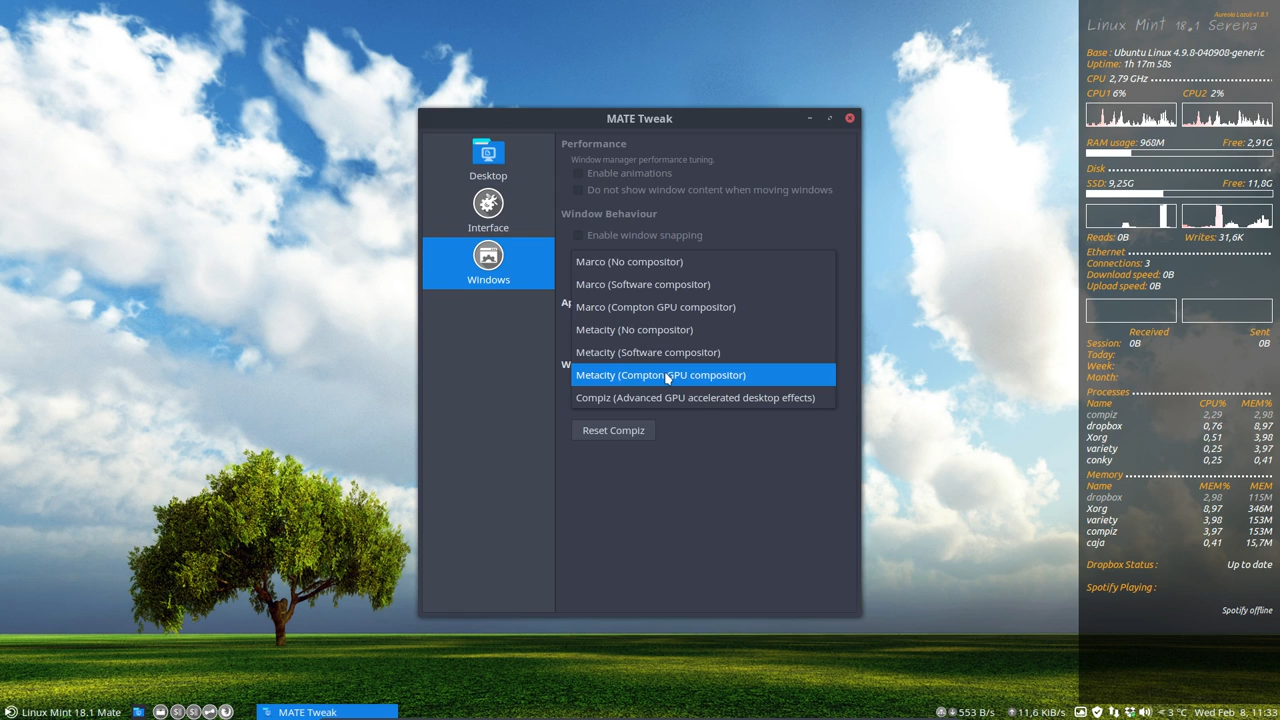 MATE Tweak
Desktop
Interface
Windows
Performance
Window manager performance tuning.
Enable animations
Do not show window content when moving windows
Window Behaviour
Enable window snapping
Ap
W
Marco (No compositor)
Marco (Software compositor)
Marco (Compton GPU compositor)
Metacity (No compositor)
Metacity (Software compositor)
Metacity (Compton GPU compositor)
Compiz (Advanced GPU accelerated desktop effects)
Reset Compiz
Aureola Lazuli v1.8.1
Linux Mint 18.1 Serena
Base : Ubuntu Linux 4.9.8-040908-generic
Uptime: 1h 17m 58s
CPU 2,79 GHz
CPU1 6% CPU2 2%
RAM usage: 968M Free: 2,91G
Disk
SSD: 9,25G Free: 11,8G
Reads: 0B Writes: 31,6K
Ethernet
Connections: 3
Download speed: 0B
Upload speed: 0B
Received Sent
Session: 0B 0B
Today:
Week:
Month:
Processes
Name CPU% MEM%
compiz 2,29 2,98
dropbox 0,76 8,97
Xorg 0,51 3,98
variety 0,25 3,97
conky 0,25 0,41
Memory
Name MEM% MEM
dropbox 2,98 115M
Xorg 8,97 346M
variety 3,98 153M
compiz 3,97 153M
caja 0,41 15,7M
Dropbox Status : Up to date
Spotify Playing :
Spotify offline
Linux Mint 18.1 Mate
MATE Tweak
553 B/s
11,6 KiB/s
< 3 °C
Wed Feb 8, 11:33